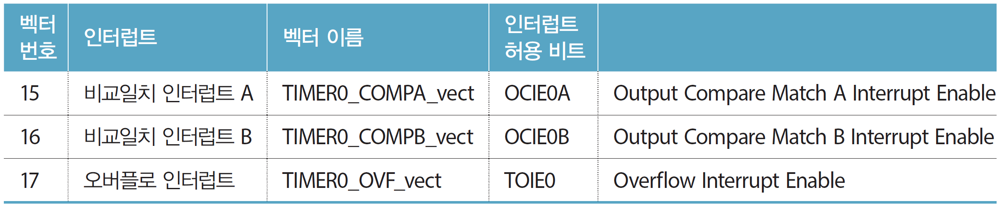 벡터 번호 인터럽트 벡터 이름 인터럽트 허용 비트
15 비교일치 인터럽트 A TIMER0_COMPA_vect OCIE0A Output Compare Match A Interrupt Enable
16 비교일치 인터럽트 B TIMER0_COMPB_vect OCIE0B Output Compare Match B Interrupt Enable
17 오버플로 인터럽트 TIMER0_OVF_vect TOIE0 Overflow Interrupt Enable